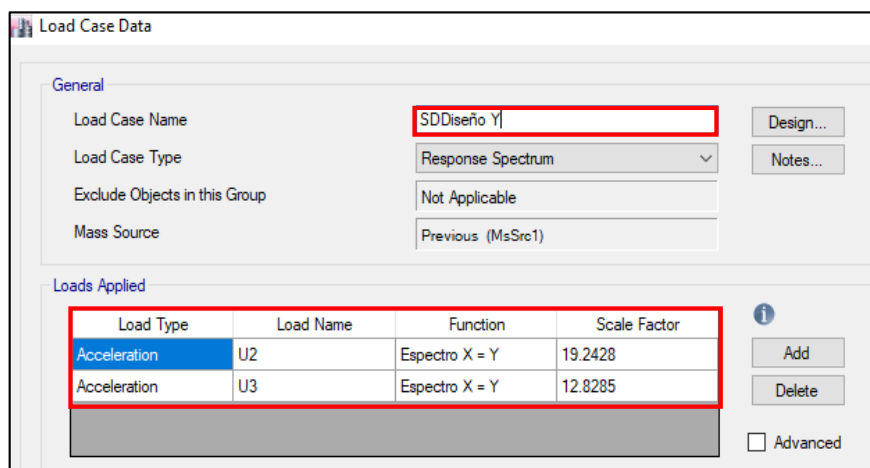 Load Case Data
General
Load Case Name SDDiseño Y Design...
Load Case Type Response Spectrum Notes...
Exclude Objects in this Group Not Applicable
Mass Source Previous (MsSrc1)
Loads Applied
Load Type Load Name Function Scale Factor
Acceleration U2 Espectro X = Y 19.2428 Add
Acceleration U3 Espectro X = Y 12.8285 Delete
Advanced